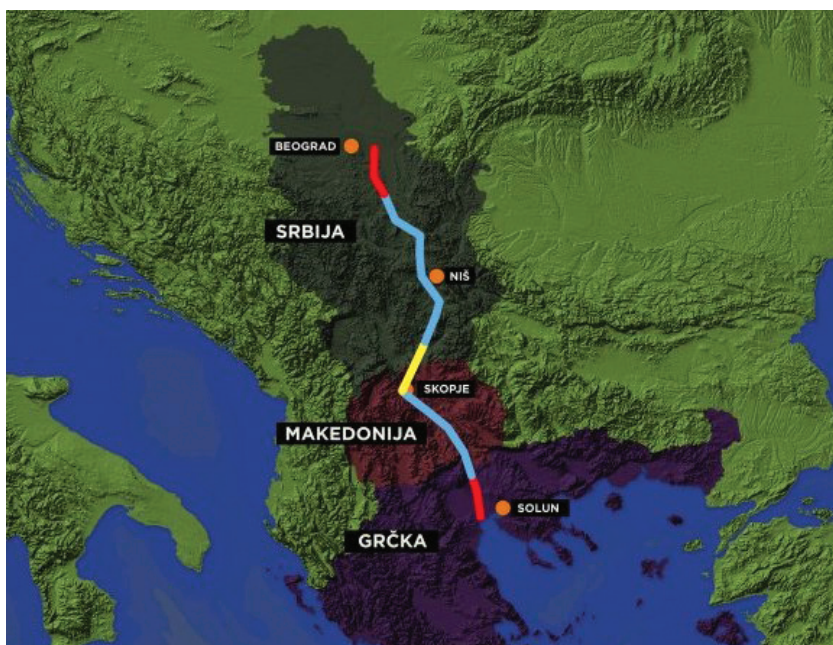 BEOGRAD
SRBIJA
NIŠ
SKOPJE
MAKEDONIJA
SOLUN
GRČKA